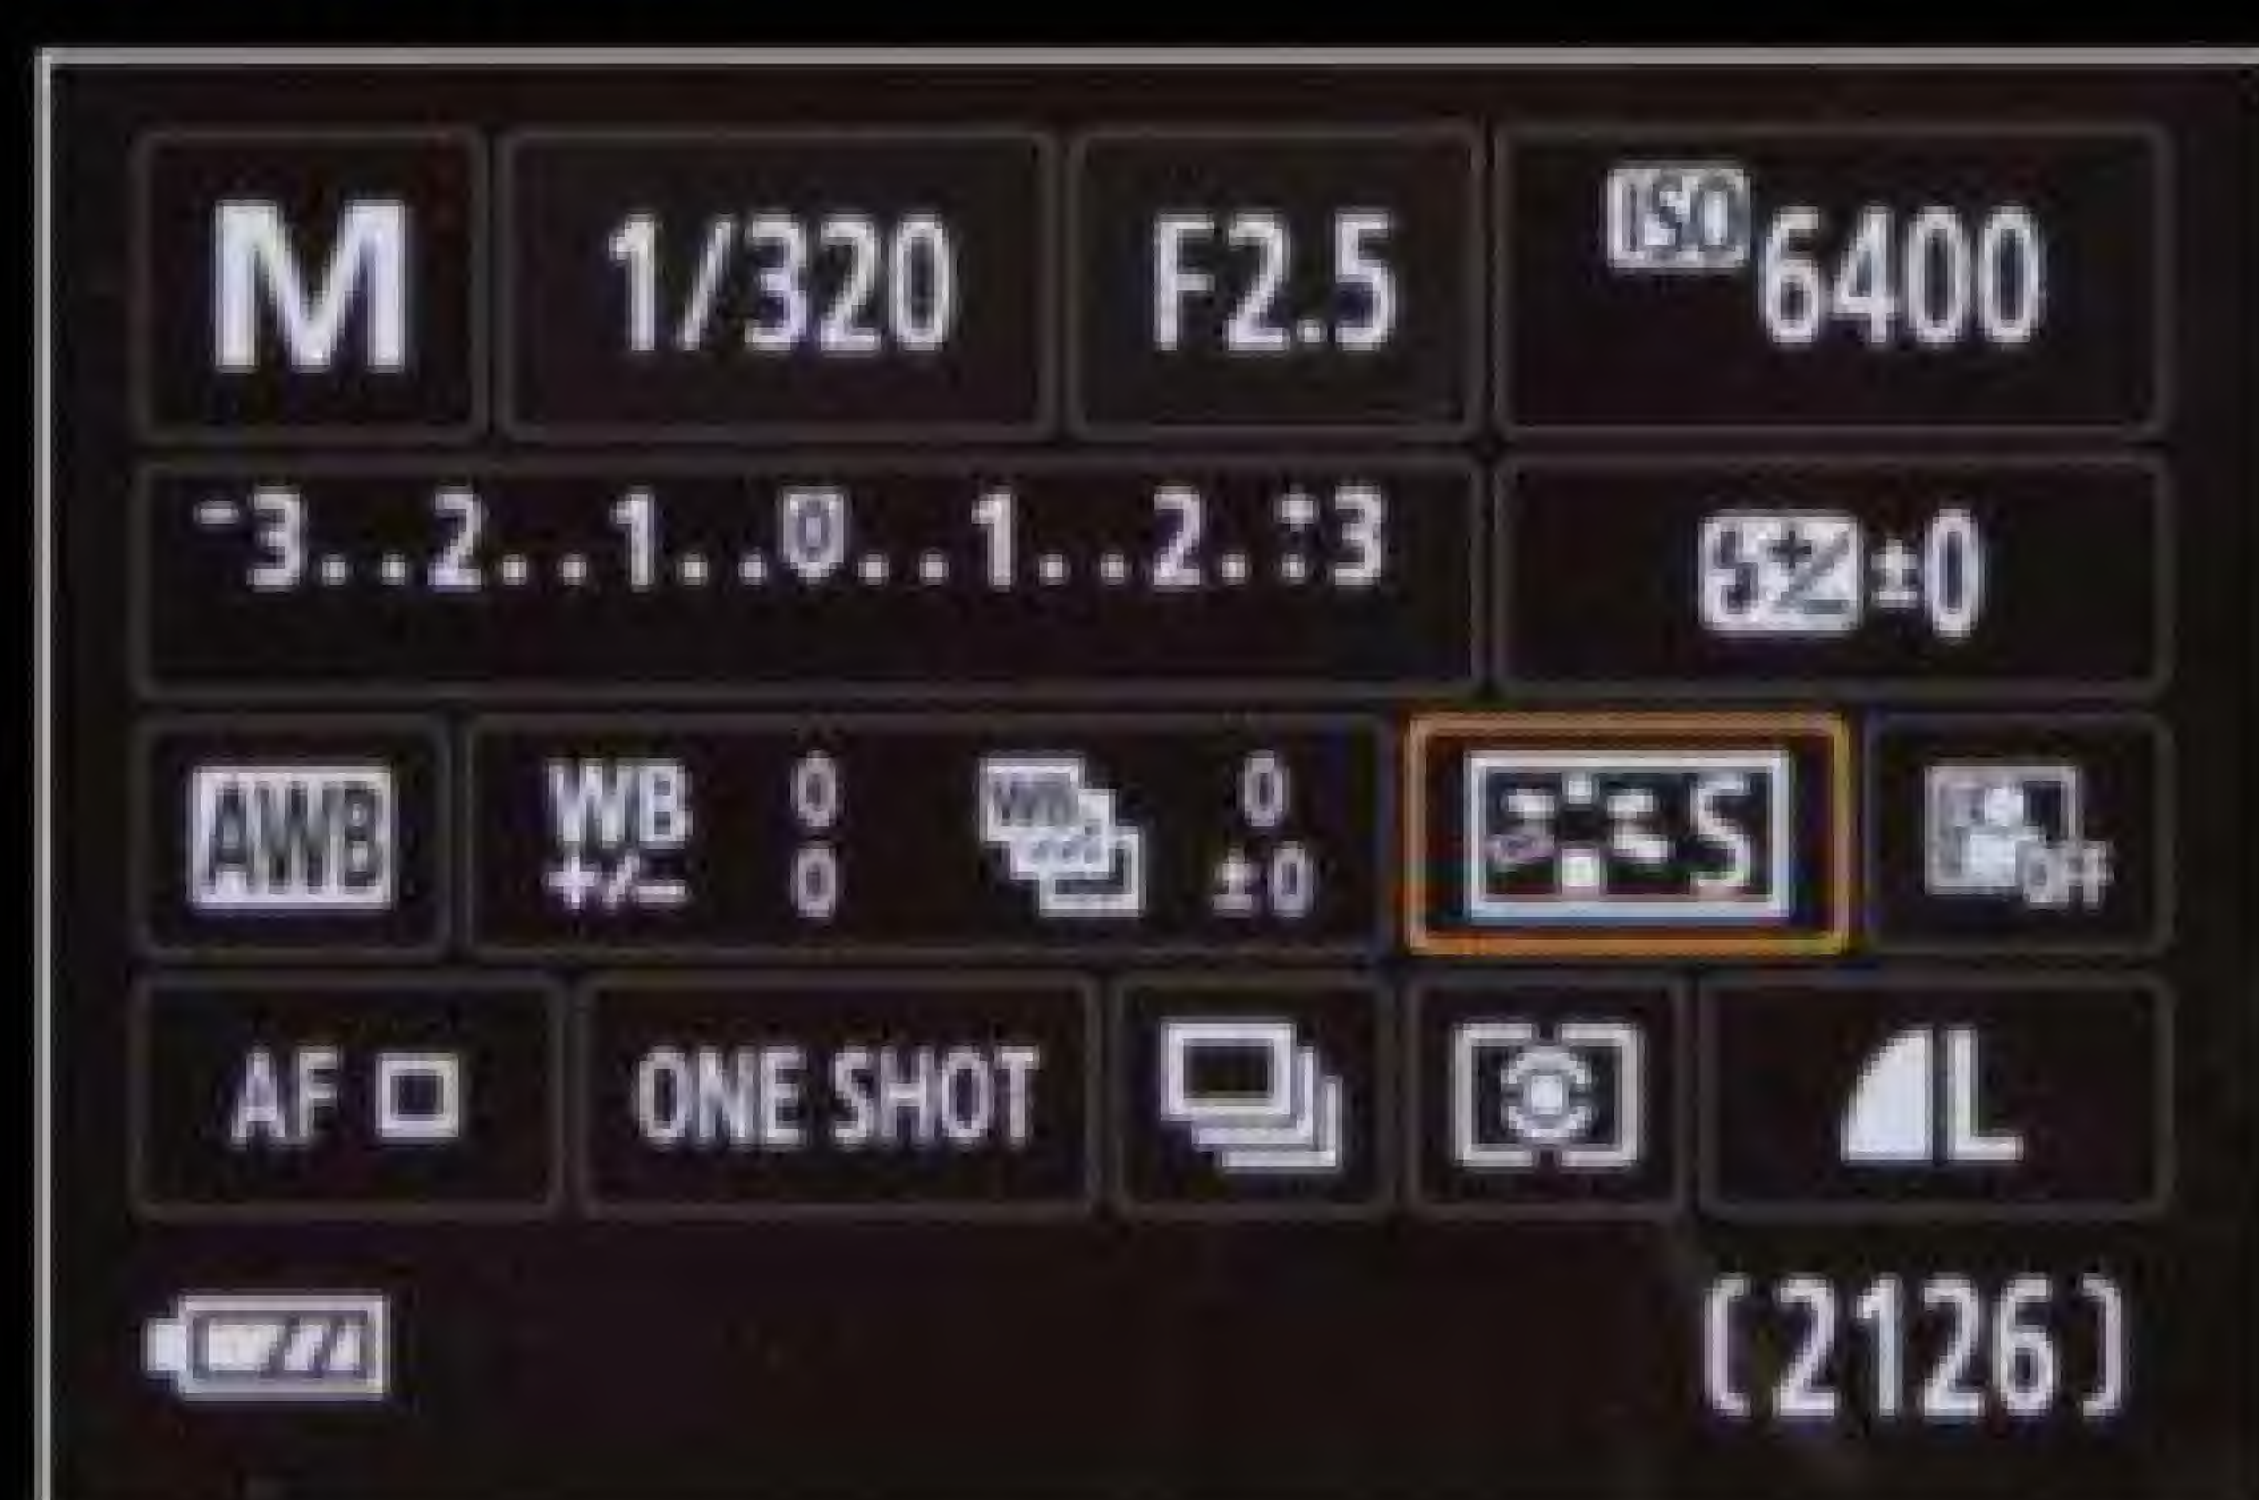 M 1/320 F2.5 ISO 6400
-3..2..1..0..1..2.:+3 ±0
AWB WB +/- 0 0 WB 0 ±0 S OFF
AF ONE SHOT L
[2126]